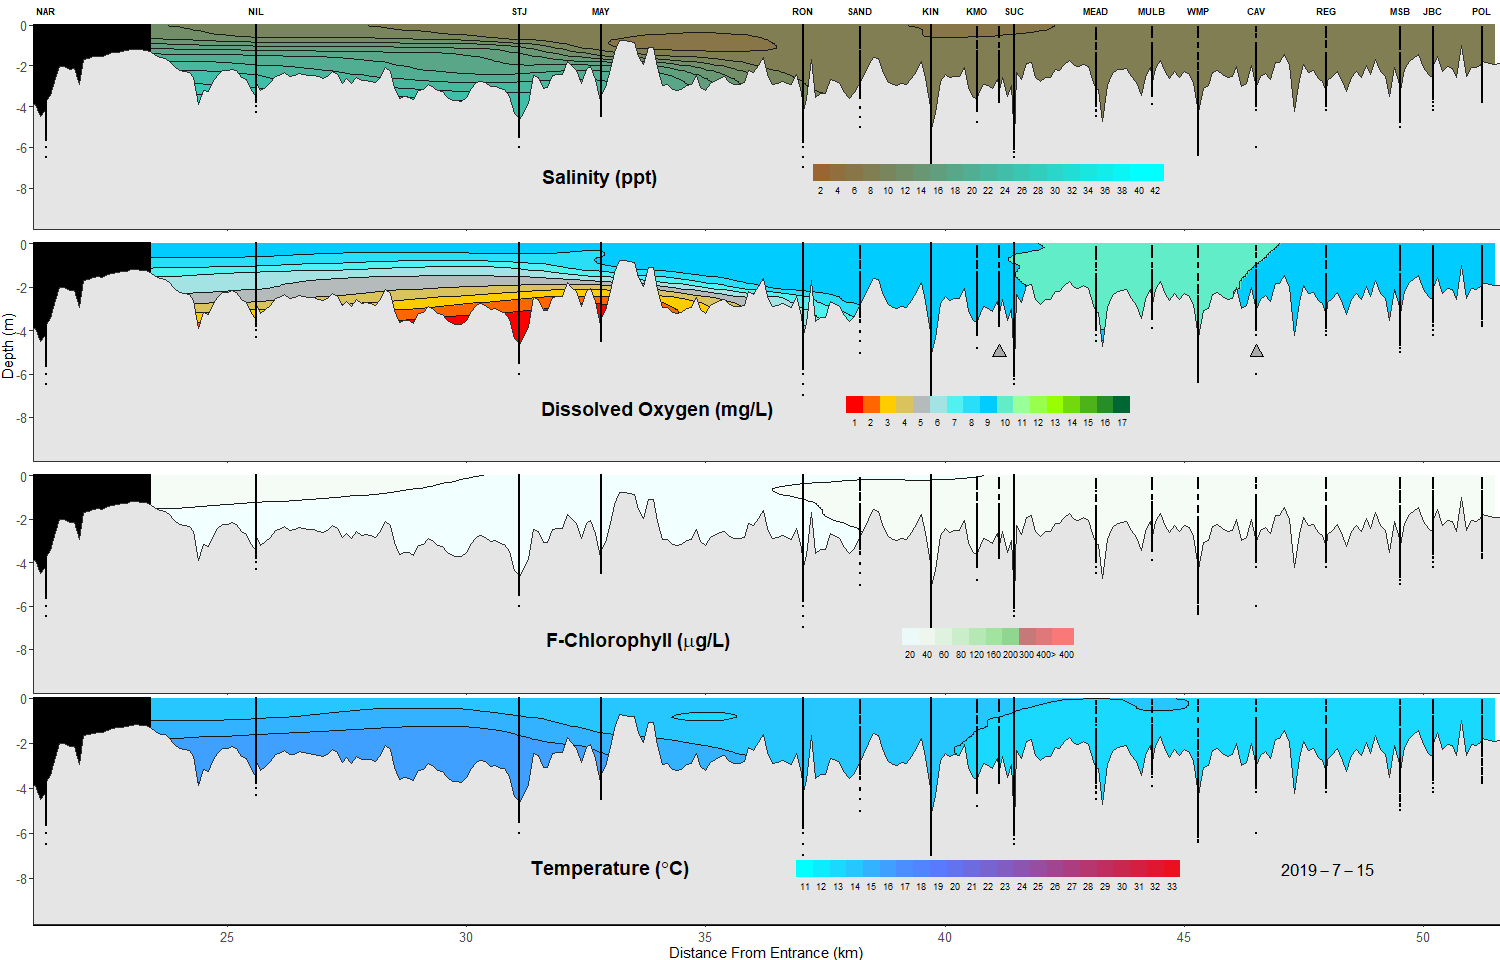 NAR NIL STJ MAY RON SAND KIN KMO SUC MEAD MULB WMP CAV REG MSB JBC POL
0
-2
-4
-6
-8
Salinity (ppt)
2 4 6 8 10 12 14 16 18 20 22 24 26 28 30 32 34 36 38 40 42
0
-2
-4
-6
-8
Dissolved Oxygen (mg/L)
1 2 3 4 5 6 7 8 9 10 11 12 13 14 15 16 17
Depth (m)
0
-2
-4
-6
-8
F-Chlorophyll (μg/L)
20 40 60 80 120 160 200 300 400> 400
0
-2
-4
-6
-8
Temperature (°C)
11 12 13 14 15 16 17 18 19 20 21 22 23 24 25 26 27 28 29 30 31 32 33
2019 – 7 – 15
25 30 35 40 45 50
Distance From Entrance (km)